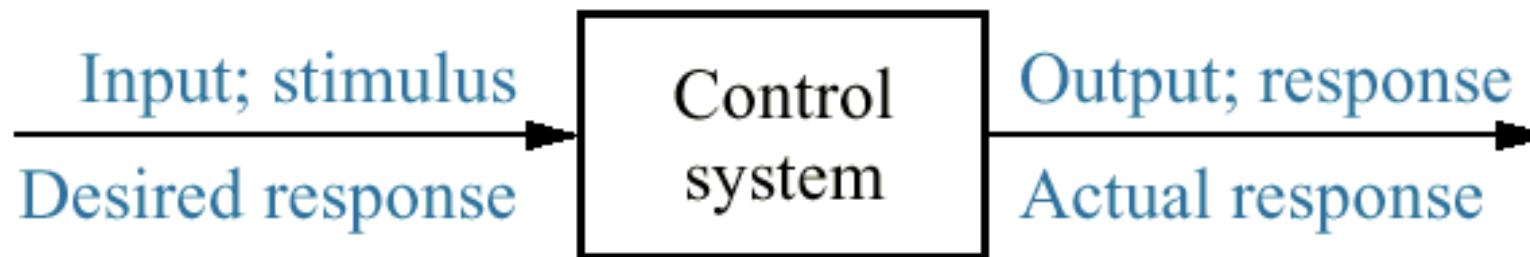 Input; stimulus
Desired response
Control
system
Output; response
Actual response